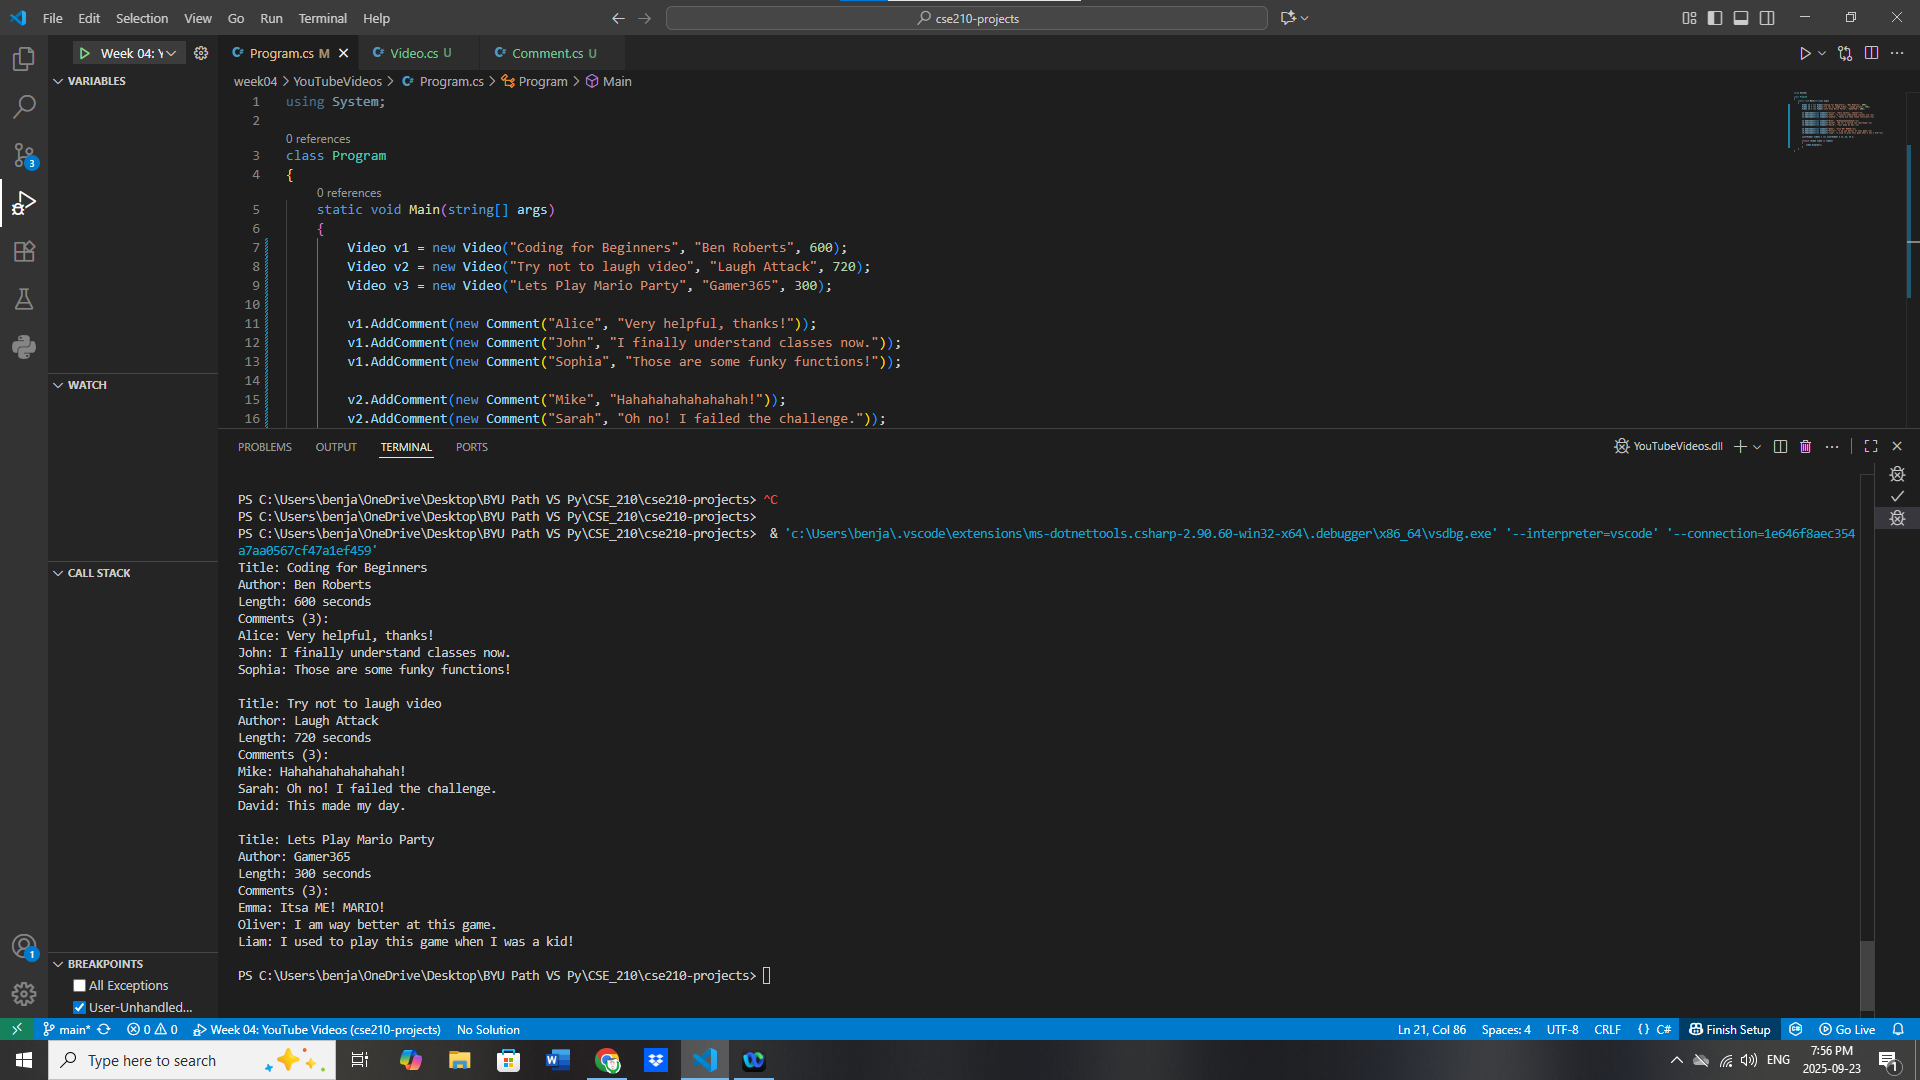 File Edit Selection View Go Run Terminal Help
cse210-projects
Week 04: Y
Program.cs M
Video.cs U
Comment.cs U
VARIABLES
week04 > YouTubeVideos > Program.cs > Program > Main
1 using System;
2
0 references
3 class Program
4 {
0 references
5 static void Main(string[] args)
6 {
7 Video v1 = new Video("Coding for Beginners", "Ben Roberts", 600);
8 Video v2 = new Video("Try not to laugh video", "Laugh Attack", 720);
9 Video v3 = new Video("Lets Play Mario Party", "Gamer365", 300);
10
11 v1.AddComment(new Comment("Alice", "Very helpful, thanks!"));
12 v1.AddComment(new Comment("John", "I finally understand classes now."));
13 v1.AddComment(new Comment("Sophia", "Those are some funky functions!"));
14
15 v2.AddComment(new Comment("Mike", "Hahahahahahahahah!"));
16 v2.AddComment(new Comment("Sarah", "Oh no! I failed the challenge."));
3
WATCH
CALL STACK
PROBLEMS OUTPUT TERMINAL PORTS
YouTubeVideos.dll
PS C:\Users\benja\OneDrive\Desktop\BYU Path VS Py\CSE_210\cse210-projects> ^C
PS C:\Users\benja\OneDrive\Desktop\BYU Path VS Py\CSE_210\cse210-projects>
PS C:\Users\benja\OneDrive\Desktop\BYU Path VS Py\CSE_210\cse210-projects> & 'c:\Users\benja\.vscode\extensions\ms-dotnettools.csharp-2.90.60-win32-x64\.debugger\x86_64\vsdbg.exe' '--interpreter=vscode' '--connection=1e646f8aec354
a7aa0567cf47a1ef459'
Title: Coding for Beginners
Author: Ben Roberts
Length: 600 seconds
Comments (3):
Alice: Very helpful, thanks!
John: I finally understand classes now.
Sophia: Those are some funky functions!
Title: Try not to laugh video
Author: Laugh Attack
Length: 720 seconds
Comments (3):
Mike: Hahahahahahahahah!
Sarah: Oh no! I failed the challenge.
David: This made my day.
Title: Lets Play Mario Party
Author: Gamer365
Length: 300 seconds
Comments (3):
Emma: Itsa ME! MARIO!
Oliver: I am way better at this game.
Liam: I used to play this game when I was a kid!
PS C:\Users\benja\OneDrive\Desktop\BYU Path VS Py\CSE_210\cse210-projects>
1
BREAKPOINTS
All Exceptions
User-Unhandled...
main* 0 0 Week 04: YouTube Videos (cse210-projects) No Solution
Ln 21, Col 86 Spaces: 4 UTF-8 CRLF {} C# Finish Setup Go Live
Type here to search
ENG
7:56 PM
2025-09-23
1